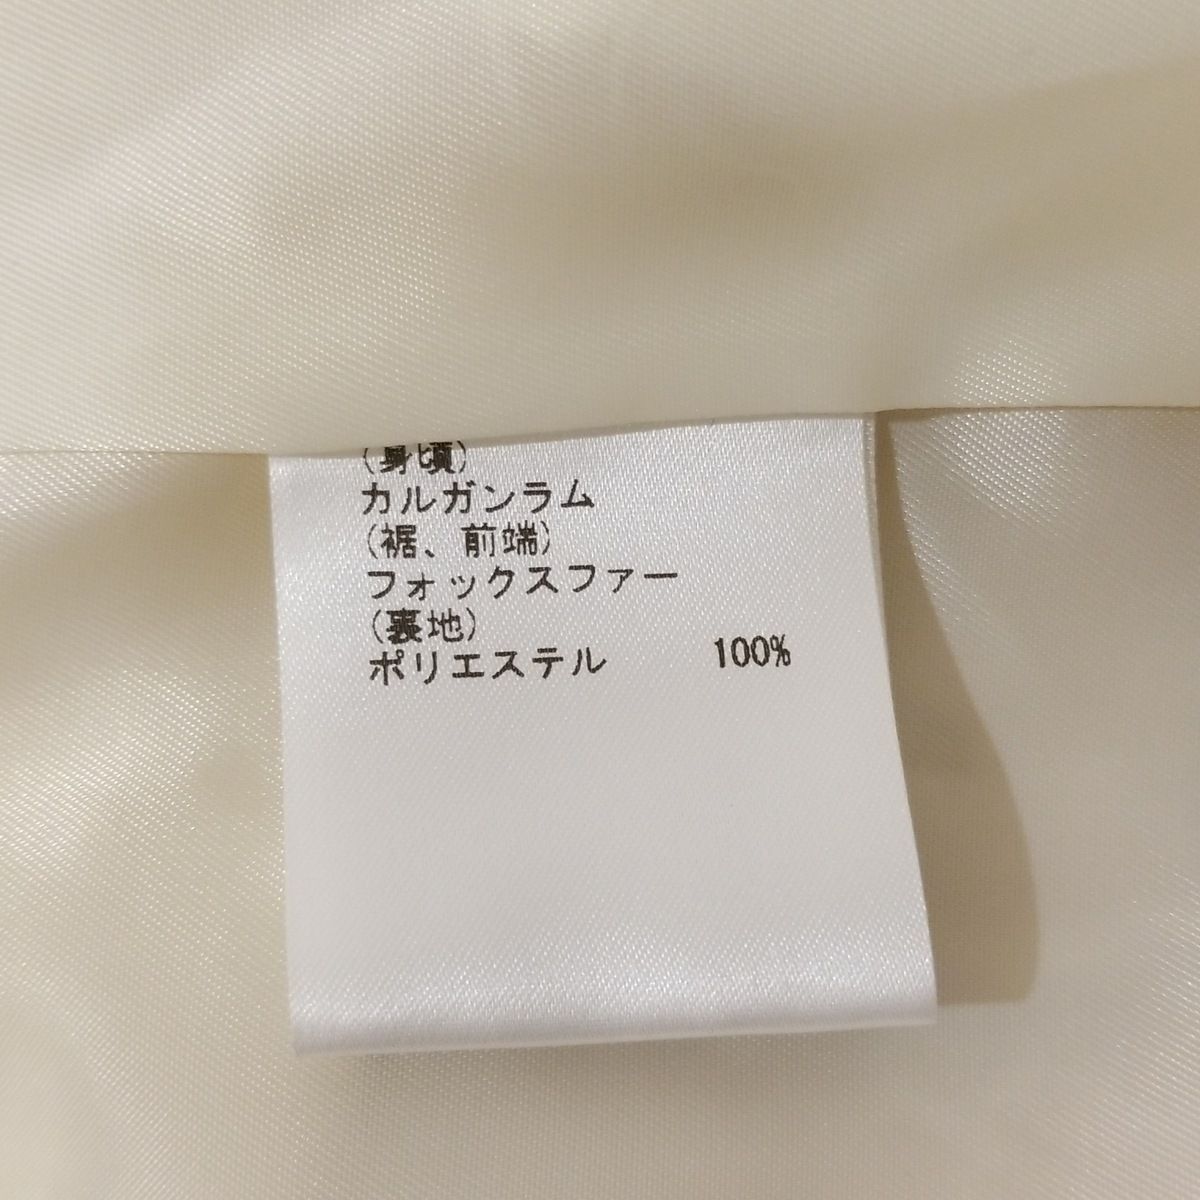 (身頃)
カルガンラム
(裾、前端)
フォックスファー
(裏地)
ポリエステル 100%